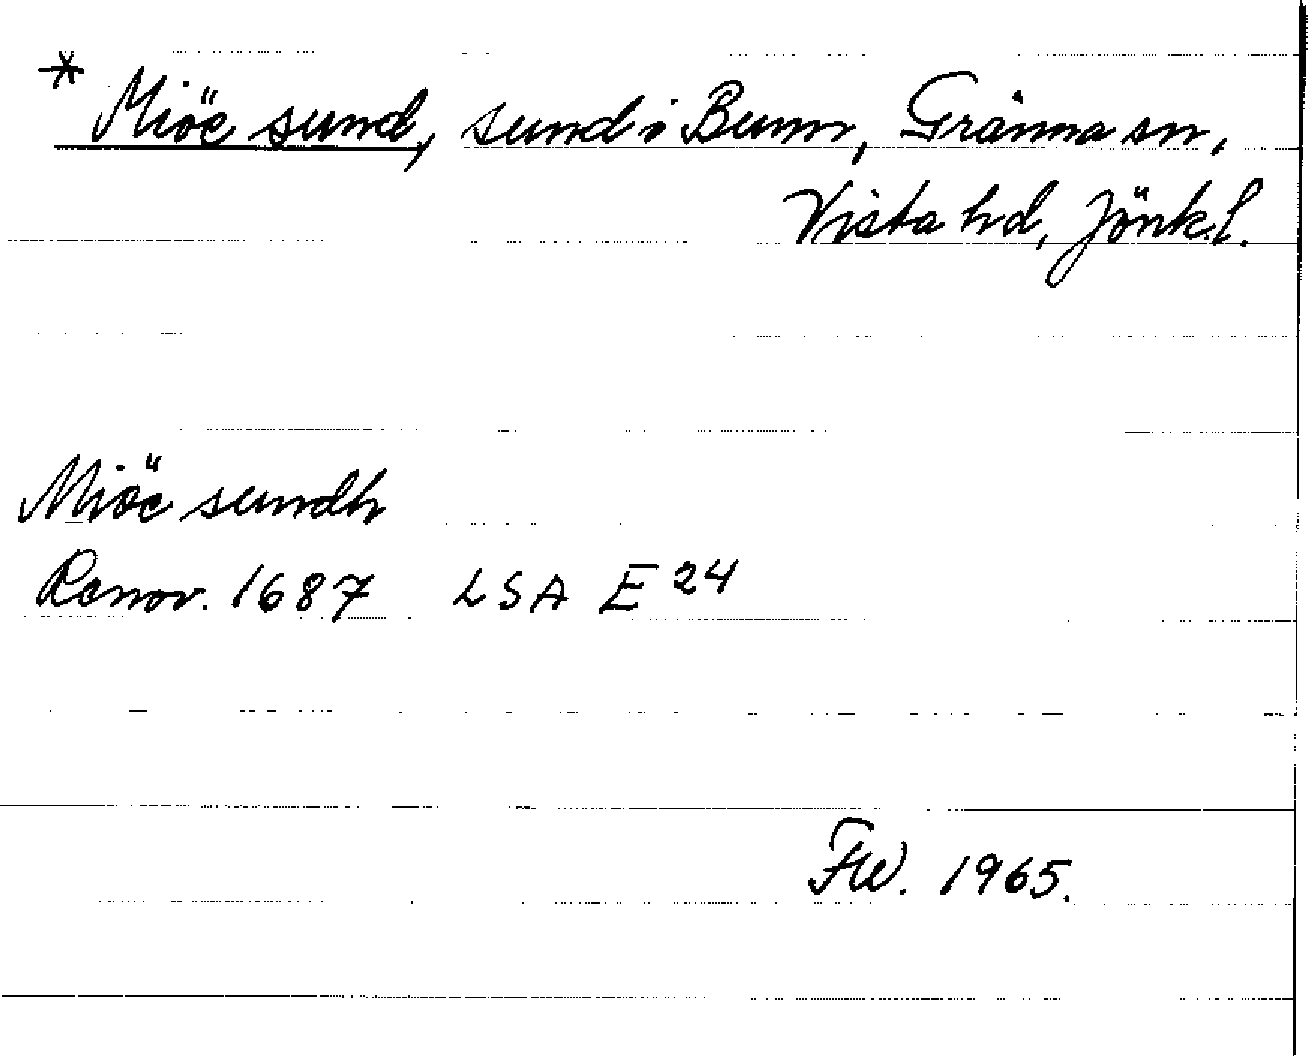 * Miöe sund, sund i Bunn, Gränna sn,
Vista hd, Jönk.l.
Miöe sundh
Renov. 1687 LSA E 24
FW. 1965.